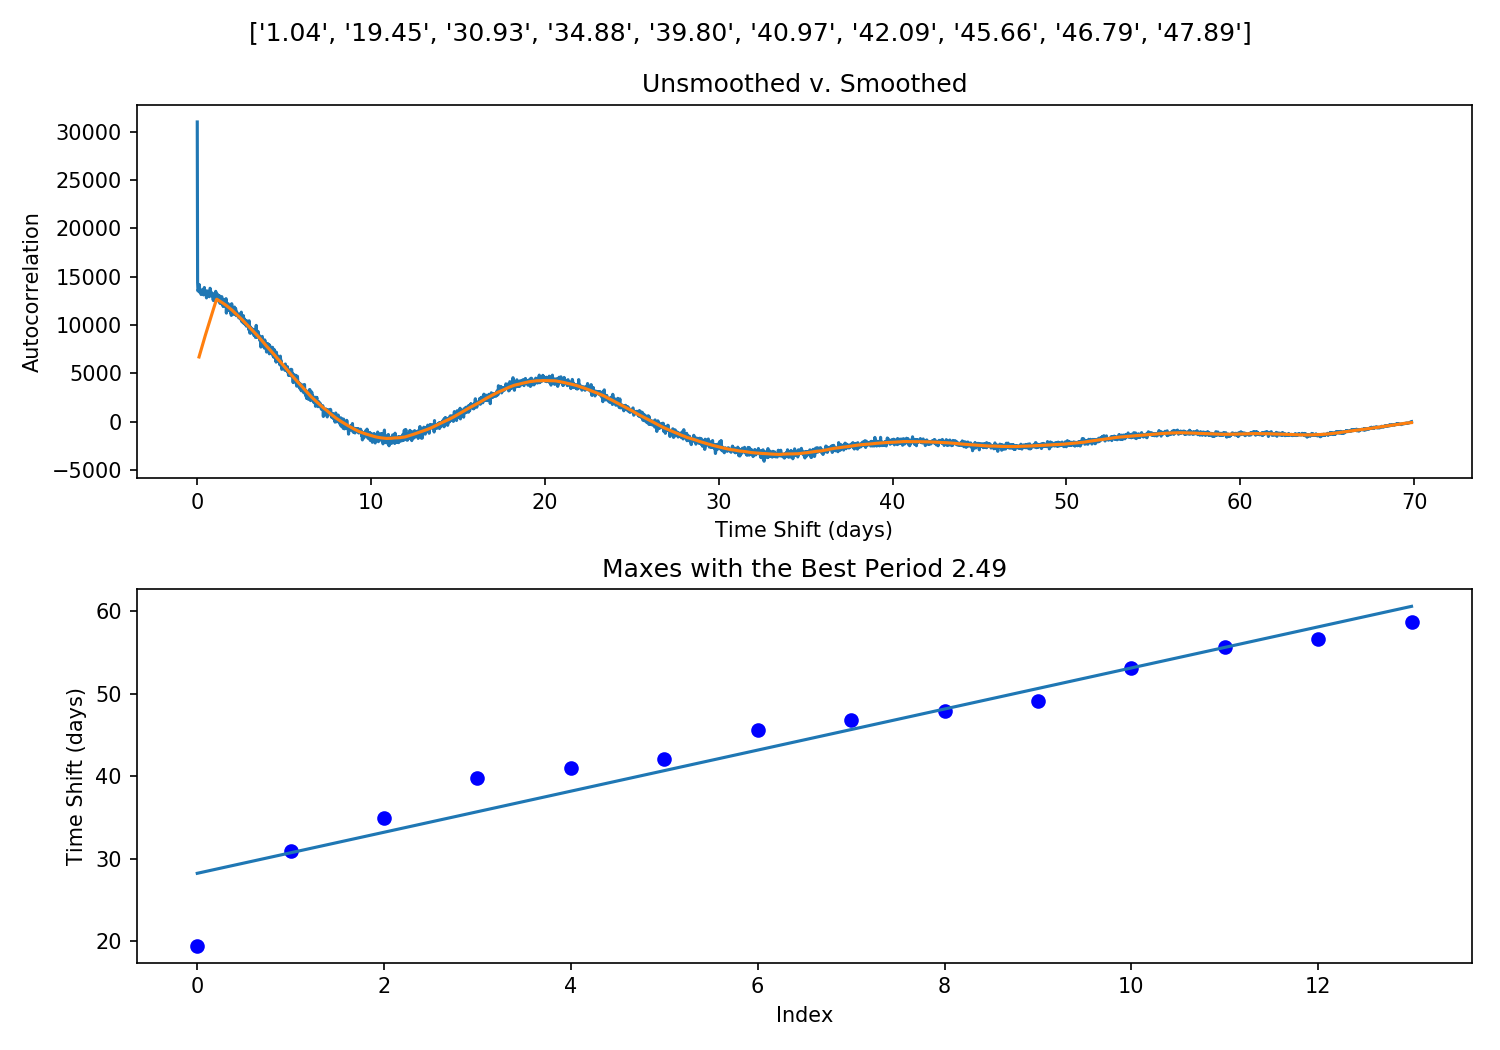 ['1.04', '19.45', '30.93', '34.88', '39.80', '40.97', '42.09', '45.66', '46.79', '47.89']
Unsmoothed v. Smoothed
30000
25000
20000
15000
10000
5000
0
−5000
Autocorrelation
0 10 20 30 40 50 60 70
Time Shift (days)
Maxes with the Best Period 2.49
60
50
40
30
20
Time Shift (days)
0 2 4 6 8 10 12
Index